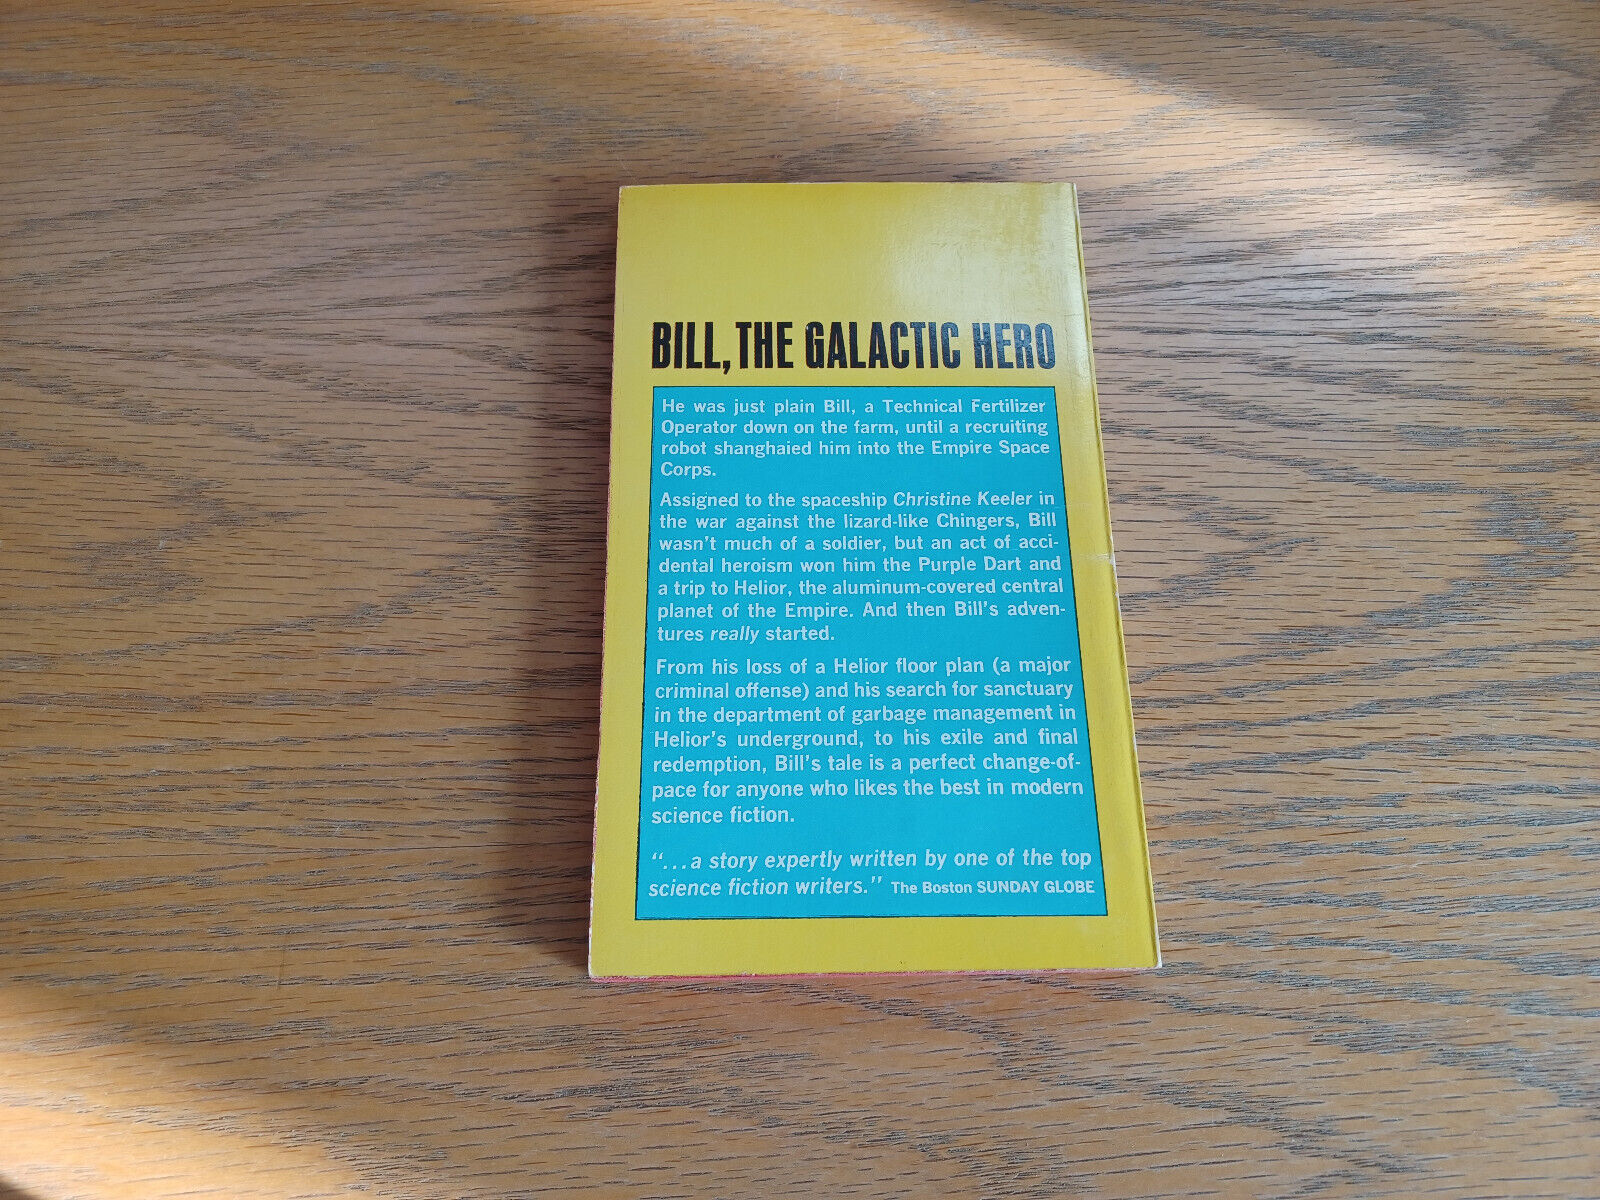 BILL, THE GALACTIC HERO
He was just plain Bill, a Technical Fertilizer
Operator down on the farm, until a recruiting
robot shanghaied him into the Empire Space
Corps.
Assigned to the spaceship Christine Keeler in
the war against the lizard-like Chingers, Bill
wasn't much of a soldier, but an act of acci-
dental heroism won him the Purple Dart and
a trip to Helior, the aluminum-covered central
planet of the Empire. And then Bill's adven-
tures really started.
From his loss of a Helior floor plan (a major
criminal offense) and his search for sanctuary
in the department of garbage management in
Helior's underground, to his exile and final
redemption, Bill's tale is a perfect change-of-
pace for anyone who likes the best in modern
science fiction.
"...a story expertly written by one of the top
science fiction writers." The Boston SUNDAY GLOBE